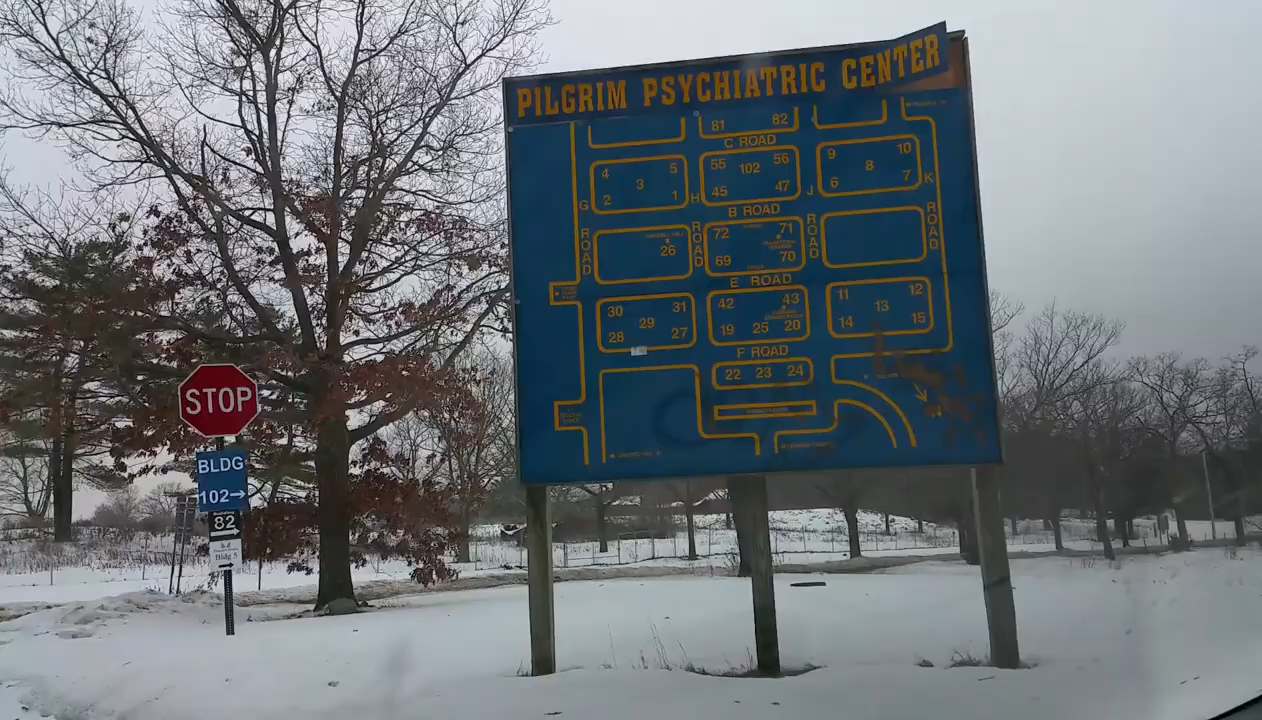 PILGRIM PSYCHIATRIC CENTER
81 82
C ROAD
4 5
3
2 1
55 56
102
45 47
9 10
8
6 7
G ROAD
H ROAD
J ROAD
K ROAD
B ROAD
26
72 71
69 70
E ROAD
30 31
29
28 27
42 43
19 25 20
11 12
13
14 15
F ROAD
22 23 24
STOP
BLDG
102→
82
Bldg 5